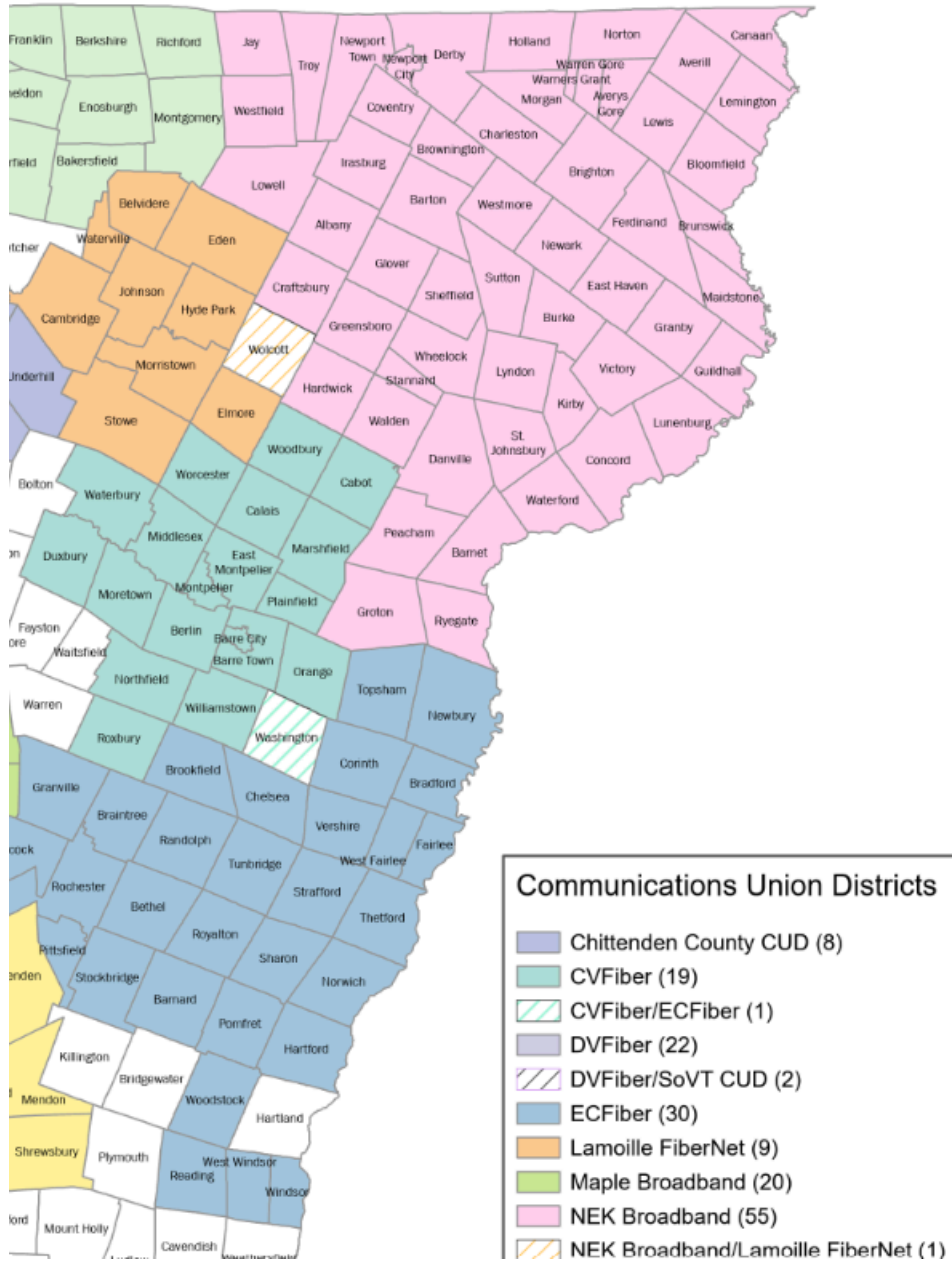 Franklin
Berkshire
Richford
Jay
Troy
Newport
Town
Newport
City
Derby
Holland
Norton
Canaan
Warren Gore
Warners Grant
Averill
Morgan
Averys
Gore
Lemington
Lewis
Enosburgh
Montgomery
Westfield
Coventry
Charleston
Brownington
Bloomfield
Bakersfield
Lowell
Irasburg
Brighton
Barton
Westmore
Ferdinand
Brunswick
Belvidere
Waterville
Eden
Albany
Newark
Glover
Sutton
East Haven
Maidstone
Johnson
Hyde Park
Craftsbury
Sheffield
Burke
Granby
Cambridge
Greensboro
Wolcott
Morristown
Wheelock
Stannard
Lyndon
Victory
Guildhall
Underhill
Hardwick
Kirby
Stowe
Elmore
Walden
Lunenburg
Woodbury
Danville
St.
Johnsbury
Concord
Bolton
Waterbury
Worcester
Cabot
Waterford
Calais
Middlesex
Peacham
Duxbury
East
Montpelier
Marshfield
Barnet
Montpelier
Moretown
Plainfield
Groton
Ryegate
Fayston
ore
Waitsfield
Berlin
Barre City
Barre Town
Orange
Northfield
Topsham
Warren
Williamstown
Newbury
Roxbury
Washington
Corinth
Brookfield
Granville
Chelsea
Bradford
Braintree
Randolph
Vershire
West Fairlee
Fairlee
cock
Tunbridge
Rochester
Strafford
Bethel
Thetford
Royalton
Pittsfield
Sharon
enden
Stockbridge
Norwich
Barnard
Pomfret
Hartford
Killington
Bridgewater
Mendon
Woodstock
Hartland
Shrewsbury
Plymouth
West Windsor
Reading
Windsor
Mount Holly
Cavendish
Communications Union Districts
Chittenden County CUD (8)
CVFiber (19)
CVFiber/ECFiber (1)
DVFiber (22)
DVFiber/SoVT CUD (2)
ECFiber (30)
Lamoille FiberNet (9)
Maple Broadband (20)
NEK Broadband (55)
NEK Broadband/Lamoille FiberNet (1)